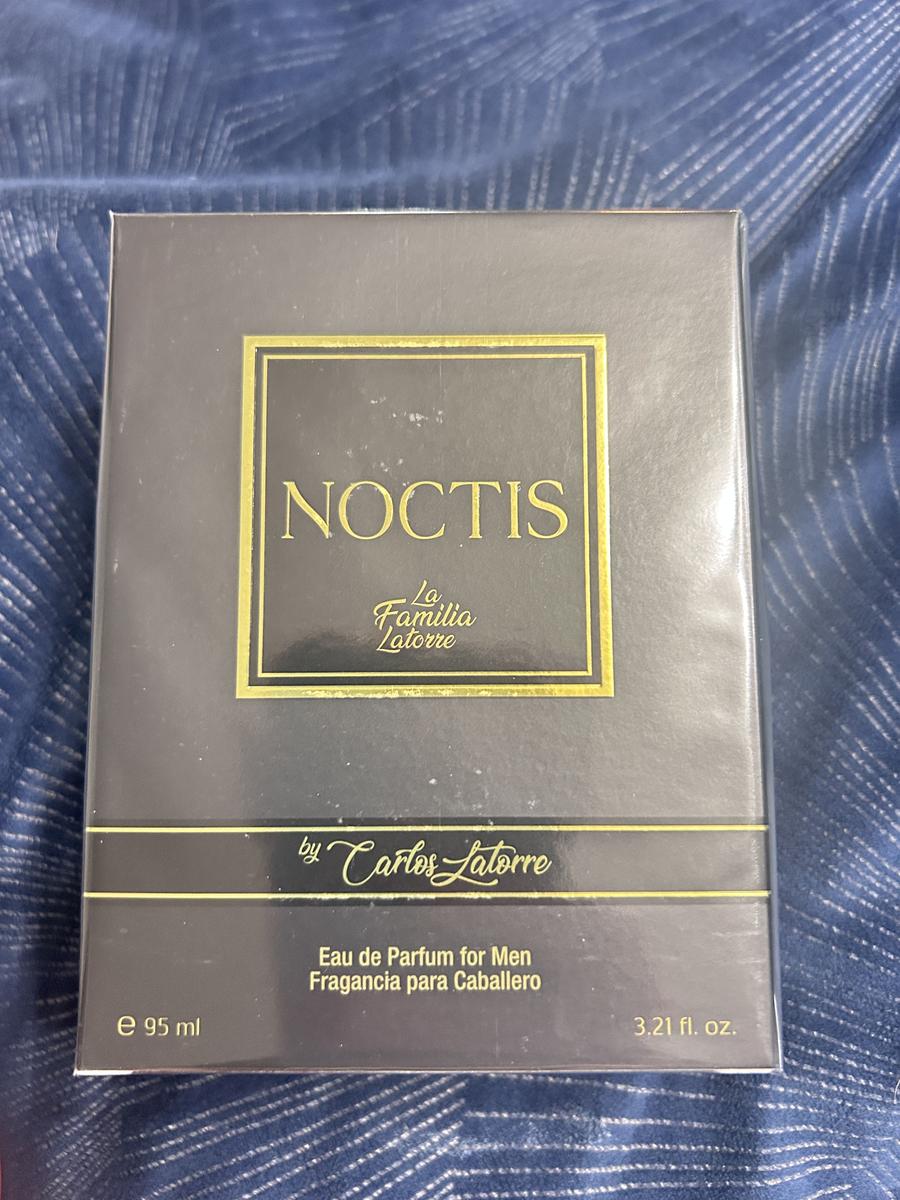 NOCTIS
La
Familia
Latorre
by Carlos Latorre
Eau de Parfum for Men
Fragancia para Caballero
e 95 ml
3.21 fl. oz.